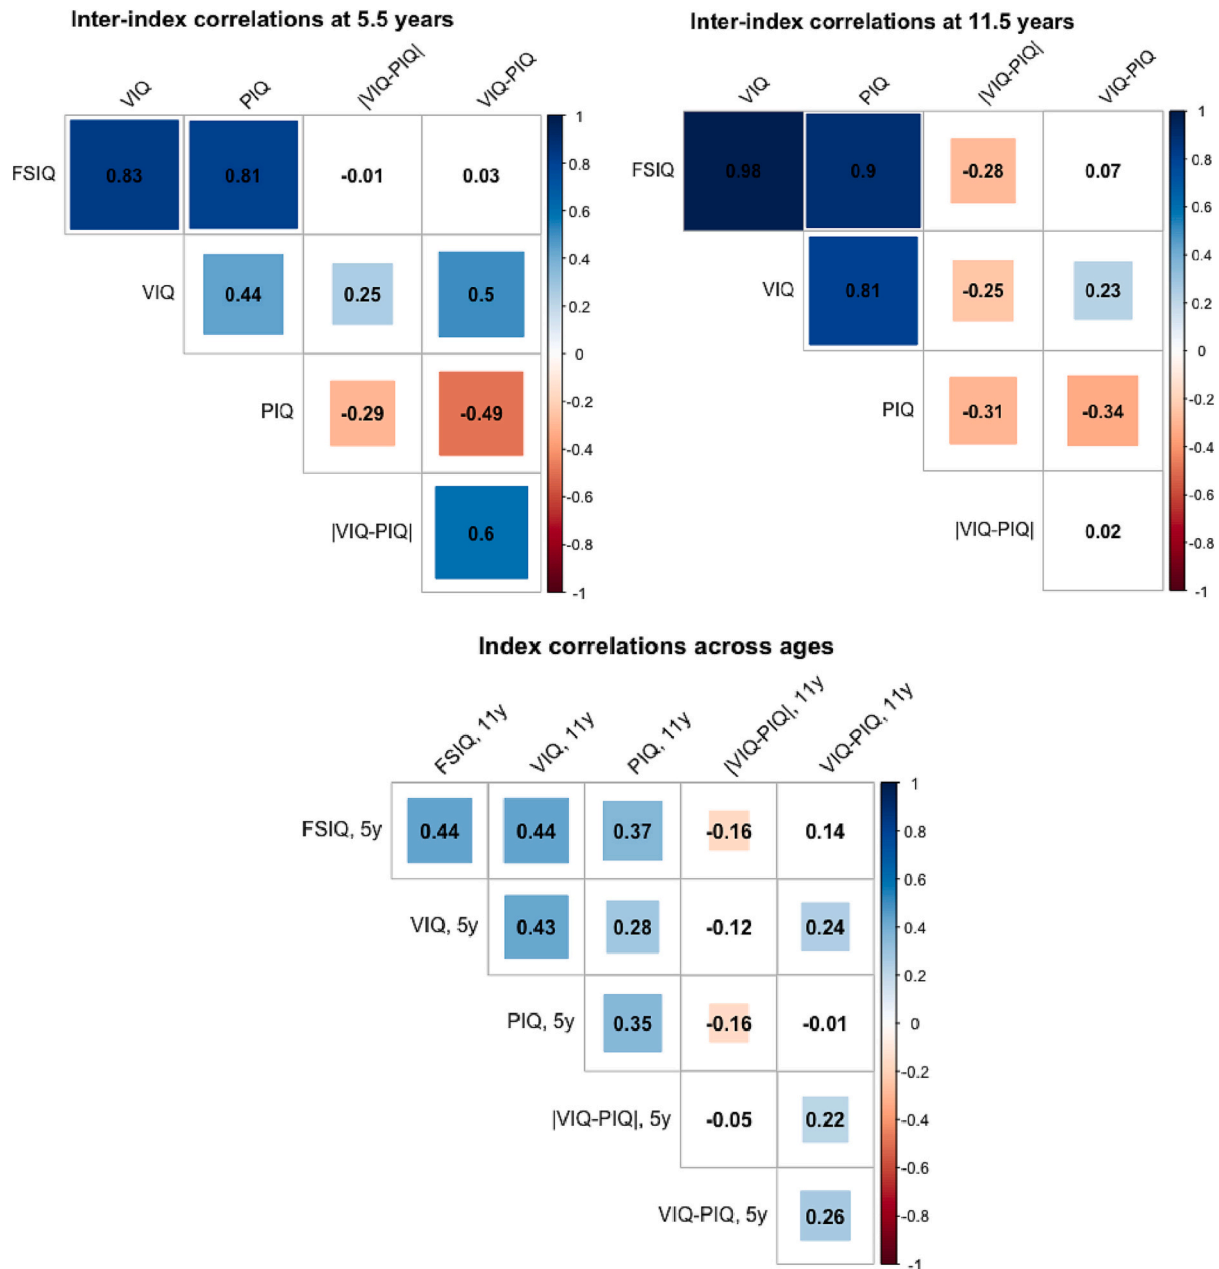 Inter-index correlations at 5.5 years
VIQ PIQ |VIQ-PIQ| VIQ-PIQ
FSIQ 0.83 0.81 -0.01 0.03
VIQ 0.44 0.25 0.5
PIQ -0.29 -0.49
|VIQ-PIQ| 0.6
1
0.8
0.6
0.4
0.2
0
-0.2
-0.4
-0.6
-0.8
-1
Inter-index correlations at 11.5 years
VIQ PIQ |VIQ-PIQ| VIQ-PIQ
FSIQ 0.98 0.9 -0.28 0.07
VIQ 0.81 -0.25 0.23
PIQ -0.31 -0.34
|VIQ-PIQ| 0.02
1
0.8
0.6
0.4
0.2
0
-0.2
-0.4
-0.6
-0.8
-1
Index correlations across ages
FSIQ, 11y VIQ, 11y PIQ, 11y |VIQ-PIQ|, 11y VIQ-PIQ, 11y
FSIQ, 5y 0.44 0.44 0.37 -0.16 0.14
VIQ, 5y 0.43 0.28 -0.12 0.24
PIQ, 5y 0.35 -0.16 -0.01
|VIQ-PIQ|, 5y -0.05 0.22
VIQ-PIQ, 5y 0.26
1
0.8
0.6
0.4
0.2
0
-0.2
-0.4
-0.6
-0.8
-1